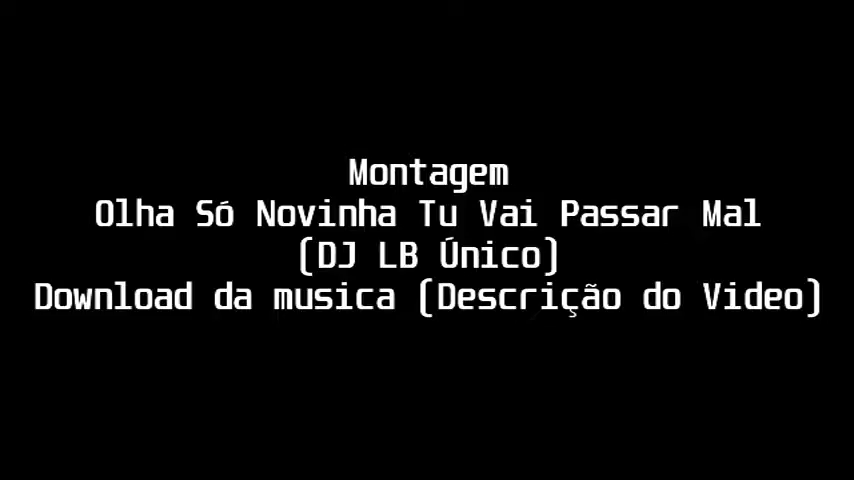 Montagem
Olha Só Novinha Tu Vai Passar Mal
(DJ LB Único)
Download da musica (Descrição do Video)